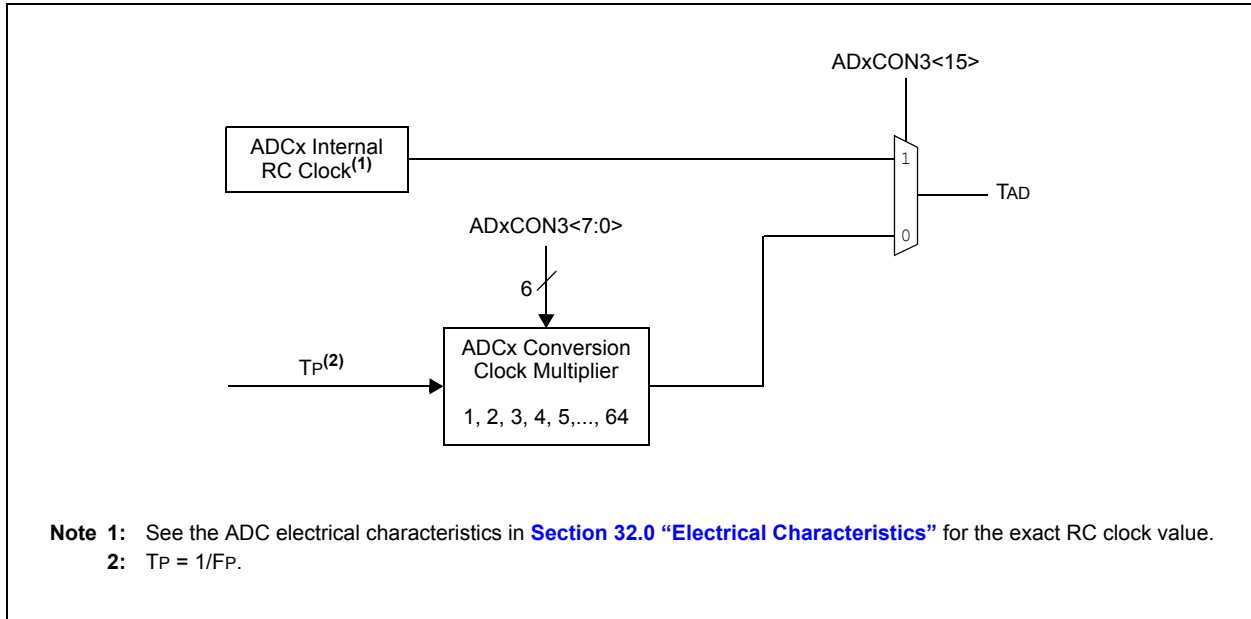 ADxCON3<15>
ADCx Internal
RC Clock(1)
1
TAD
ADxCON3<7:0>
0
6
ADCx Conversion
Clock Multiplier
TP(2)
1, 2, 3, 4, 5,..., 64
Note 1: See the ADC electrical characteristics in Section 32.0 “Electrical Characteristics” for the exact RC clock value.
2: TP = 1/FP.